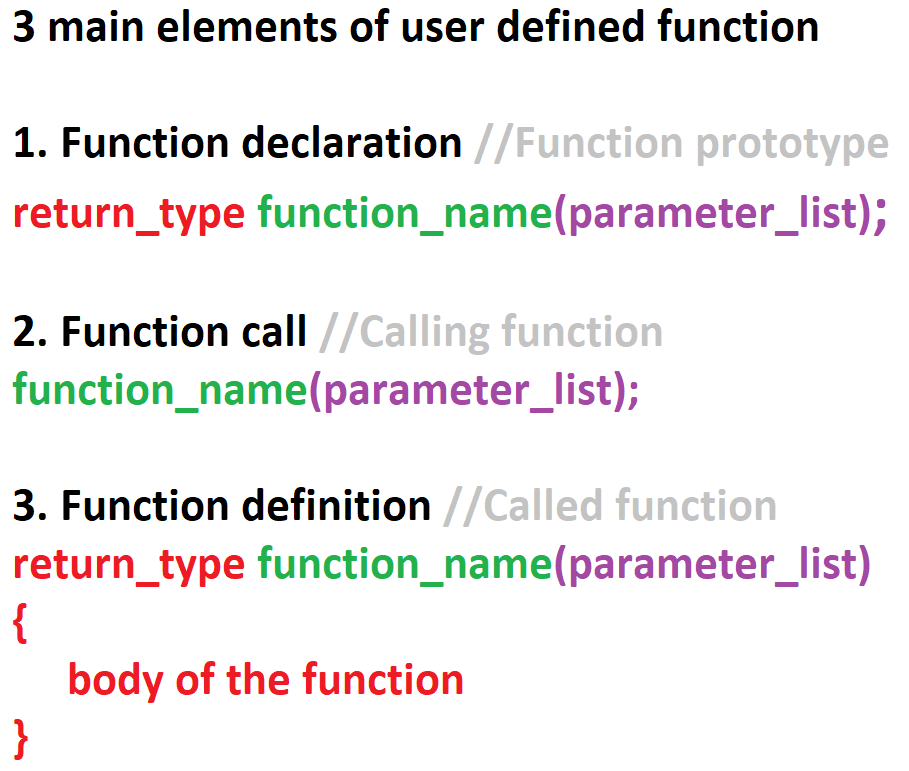 3 main elements of user defined function
1. Function declaration //Function prototype
return_type function_name(parameter_list);
2. Function call //Calling function
function_name(parameter_list);
3. Function definition //Called function
return_type function_name(parameter_list)
{
body of the function
}